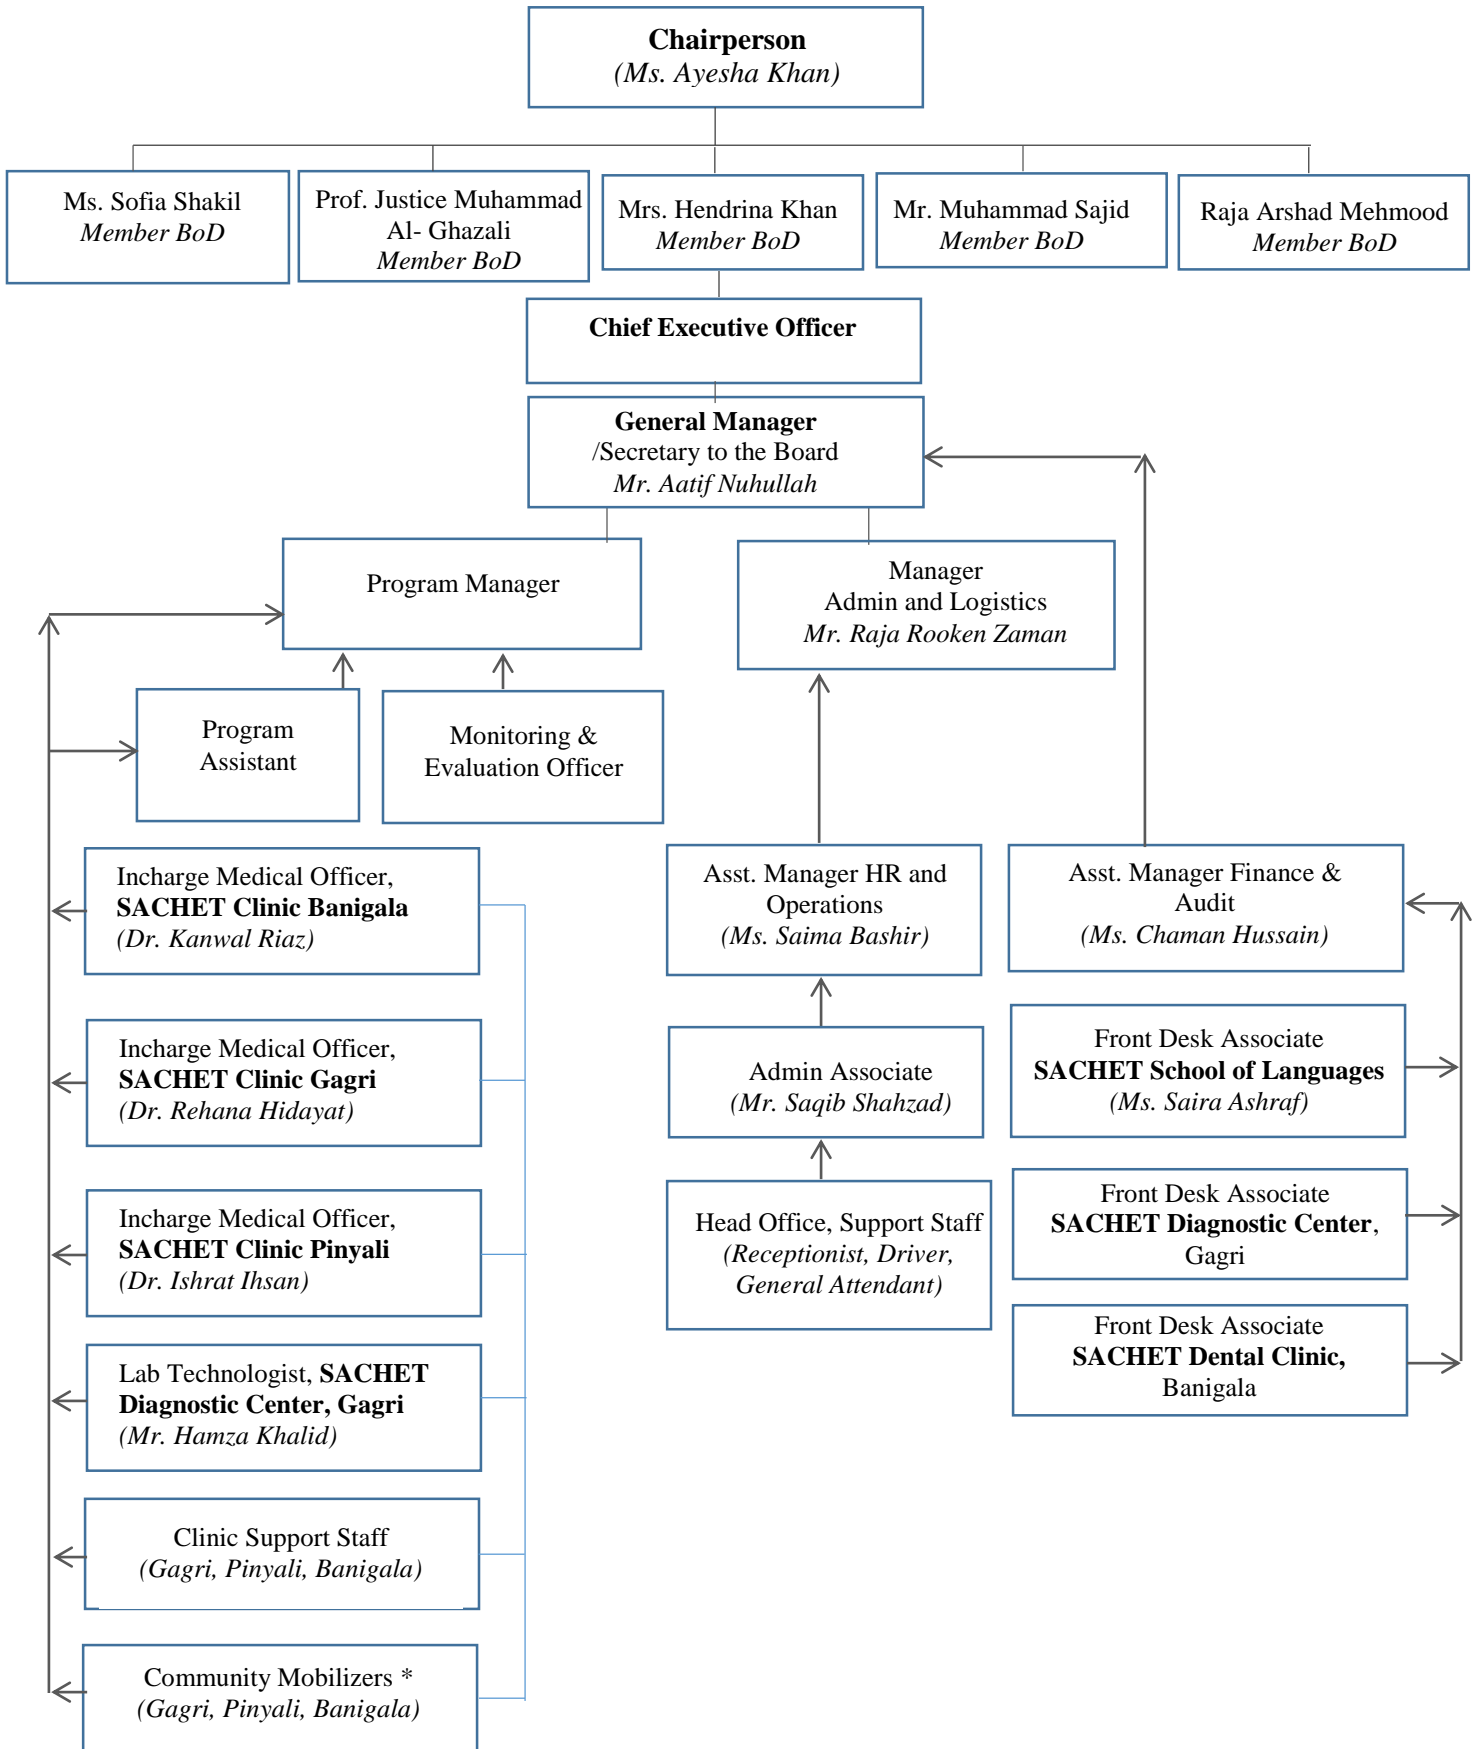 Chairperson
(Ms. Ayesha Khan)
Ms. Sofia Shakil
Member BoD
Prof. Justice Muhammad
Al- Ghazali
Member BoD
Mrs. Hendrina Khan
Member BoD
Mr. Muhammad Sajid
Member BoD
Raja Arshad Mehmood
Member BoD
Chief Executive Officer
General Manager
/Secretary to the Board
Mr. Aatif Nuhullah
Program Manager
Manager
Admin and Logistics
Mr. Raja Rooken Zaman
Program
Assistant
Monitoring &
Evaluation Officer
Incharge Medical Officer,
SACHET Clinic Banigala
(Dr. Kanwal Riaz)
Asst. Manager HR and
Operations
(Ms. Saima Bashir)
Asst. Manager Finance &
Audit
(Ms. Chaman Hussain)
Incharge Medical Officer,
SACHET Clinic Gagri
(Dr. Rehana Hidayat)
Admin Associate
(Mr. Saqib Shahzad)
Front Desk Associate
SACHET School of Languages
(Ms. Saira Ashraf)
Incharge Medical Officer,
SACHET Clinic Pinyali
(Dr. Ishrat Ihsan)
Head Office, Support Staff
(Receptionist, Driver,
General Attendant)
Front Desk Associate
SACHET Diagnostic Center,
Gagri
Lab Technologist, SACHET
Diagnostic Center, Gagri
(Mr. Hamza Khalid)
Front Desk Associate
SACHET Dental Clinic,
Banigala
Clinic Support Staff
(Gagri, Pinyali, Banigala)
Community Mobilizers *
(Gagri, Pinyali, Banigala)